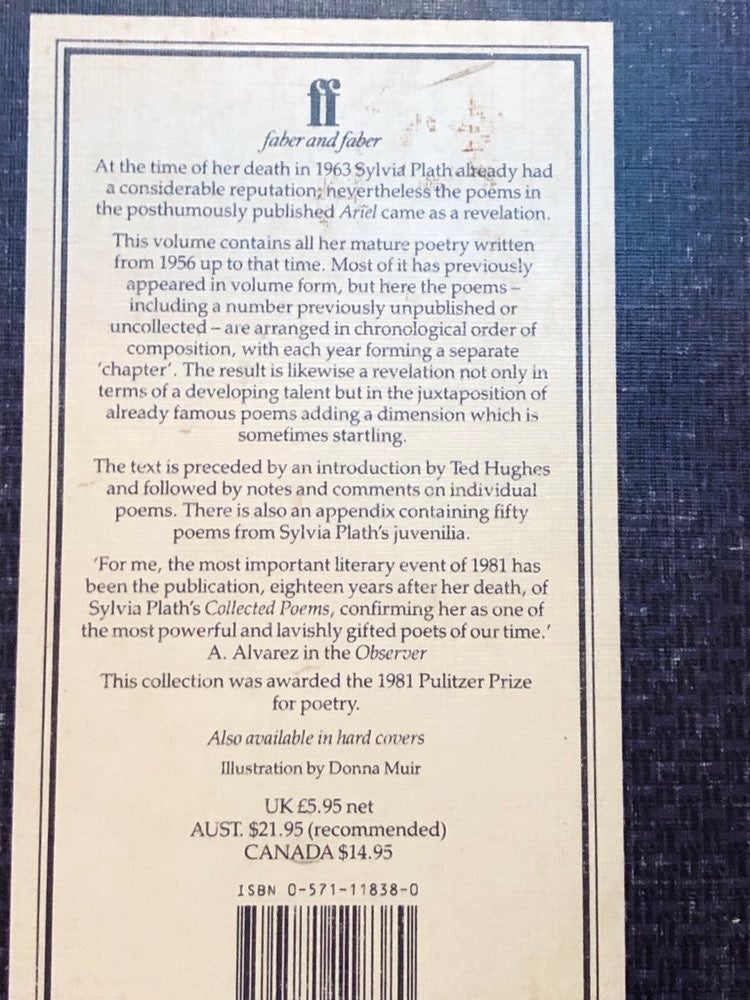 ff
faber and faber
At the time of her death in 1963 Sylvia Plath already had
a considerable reputation; nevertheless the poems in
the posthumously published Ariel came as a revelation.
This volume contains all her mature poetry written
from 1956 up to that time. Most of it has previously
appeared in volume form, but here the poems –
including a number previously unpublished or
uncollected – are arranged in chronological order of
composition, with each year forming a separate
'chapter'. The result is likewise a revelation not only in
terms of a developing talent but in the juxtaposition of
already famous poems adding a dimension which is
sometimes startling.
The text is preceded by an introduction by Ted Hughes
and followed by notes and comments on individual
poems. There is also an appendix containing fifty
poems from Sylvia Plath's juvenilia.
'For me, the most important literary event of 1981 has
been the publication, eighteen years after her death, of
Sylvia Plath's Collected Poems, confirming her as one of
the most powerful and lavishly gifted poets of our time.'
A. Alvarez in the Observer
This collection was awarded the 1981 Pulitzer Prize
for poetry.
Also available in hard covers
Illustration by Donna Muir
UK £5.95 net
AUST. $21.95 (recommended)
CANADA $14.95
ISBN 0-571-11838-0